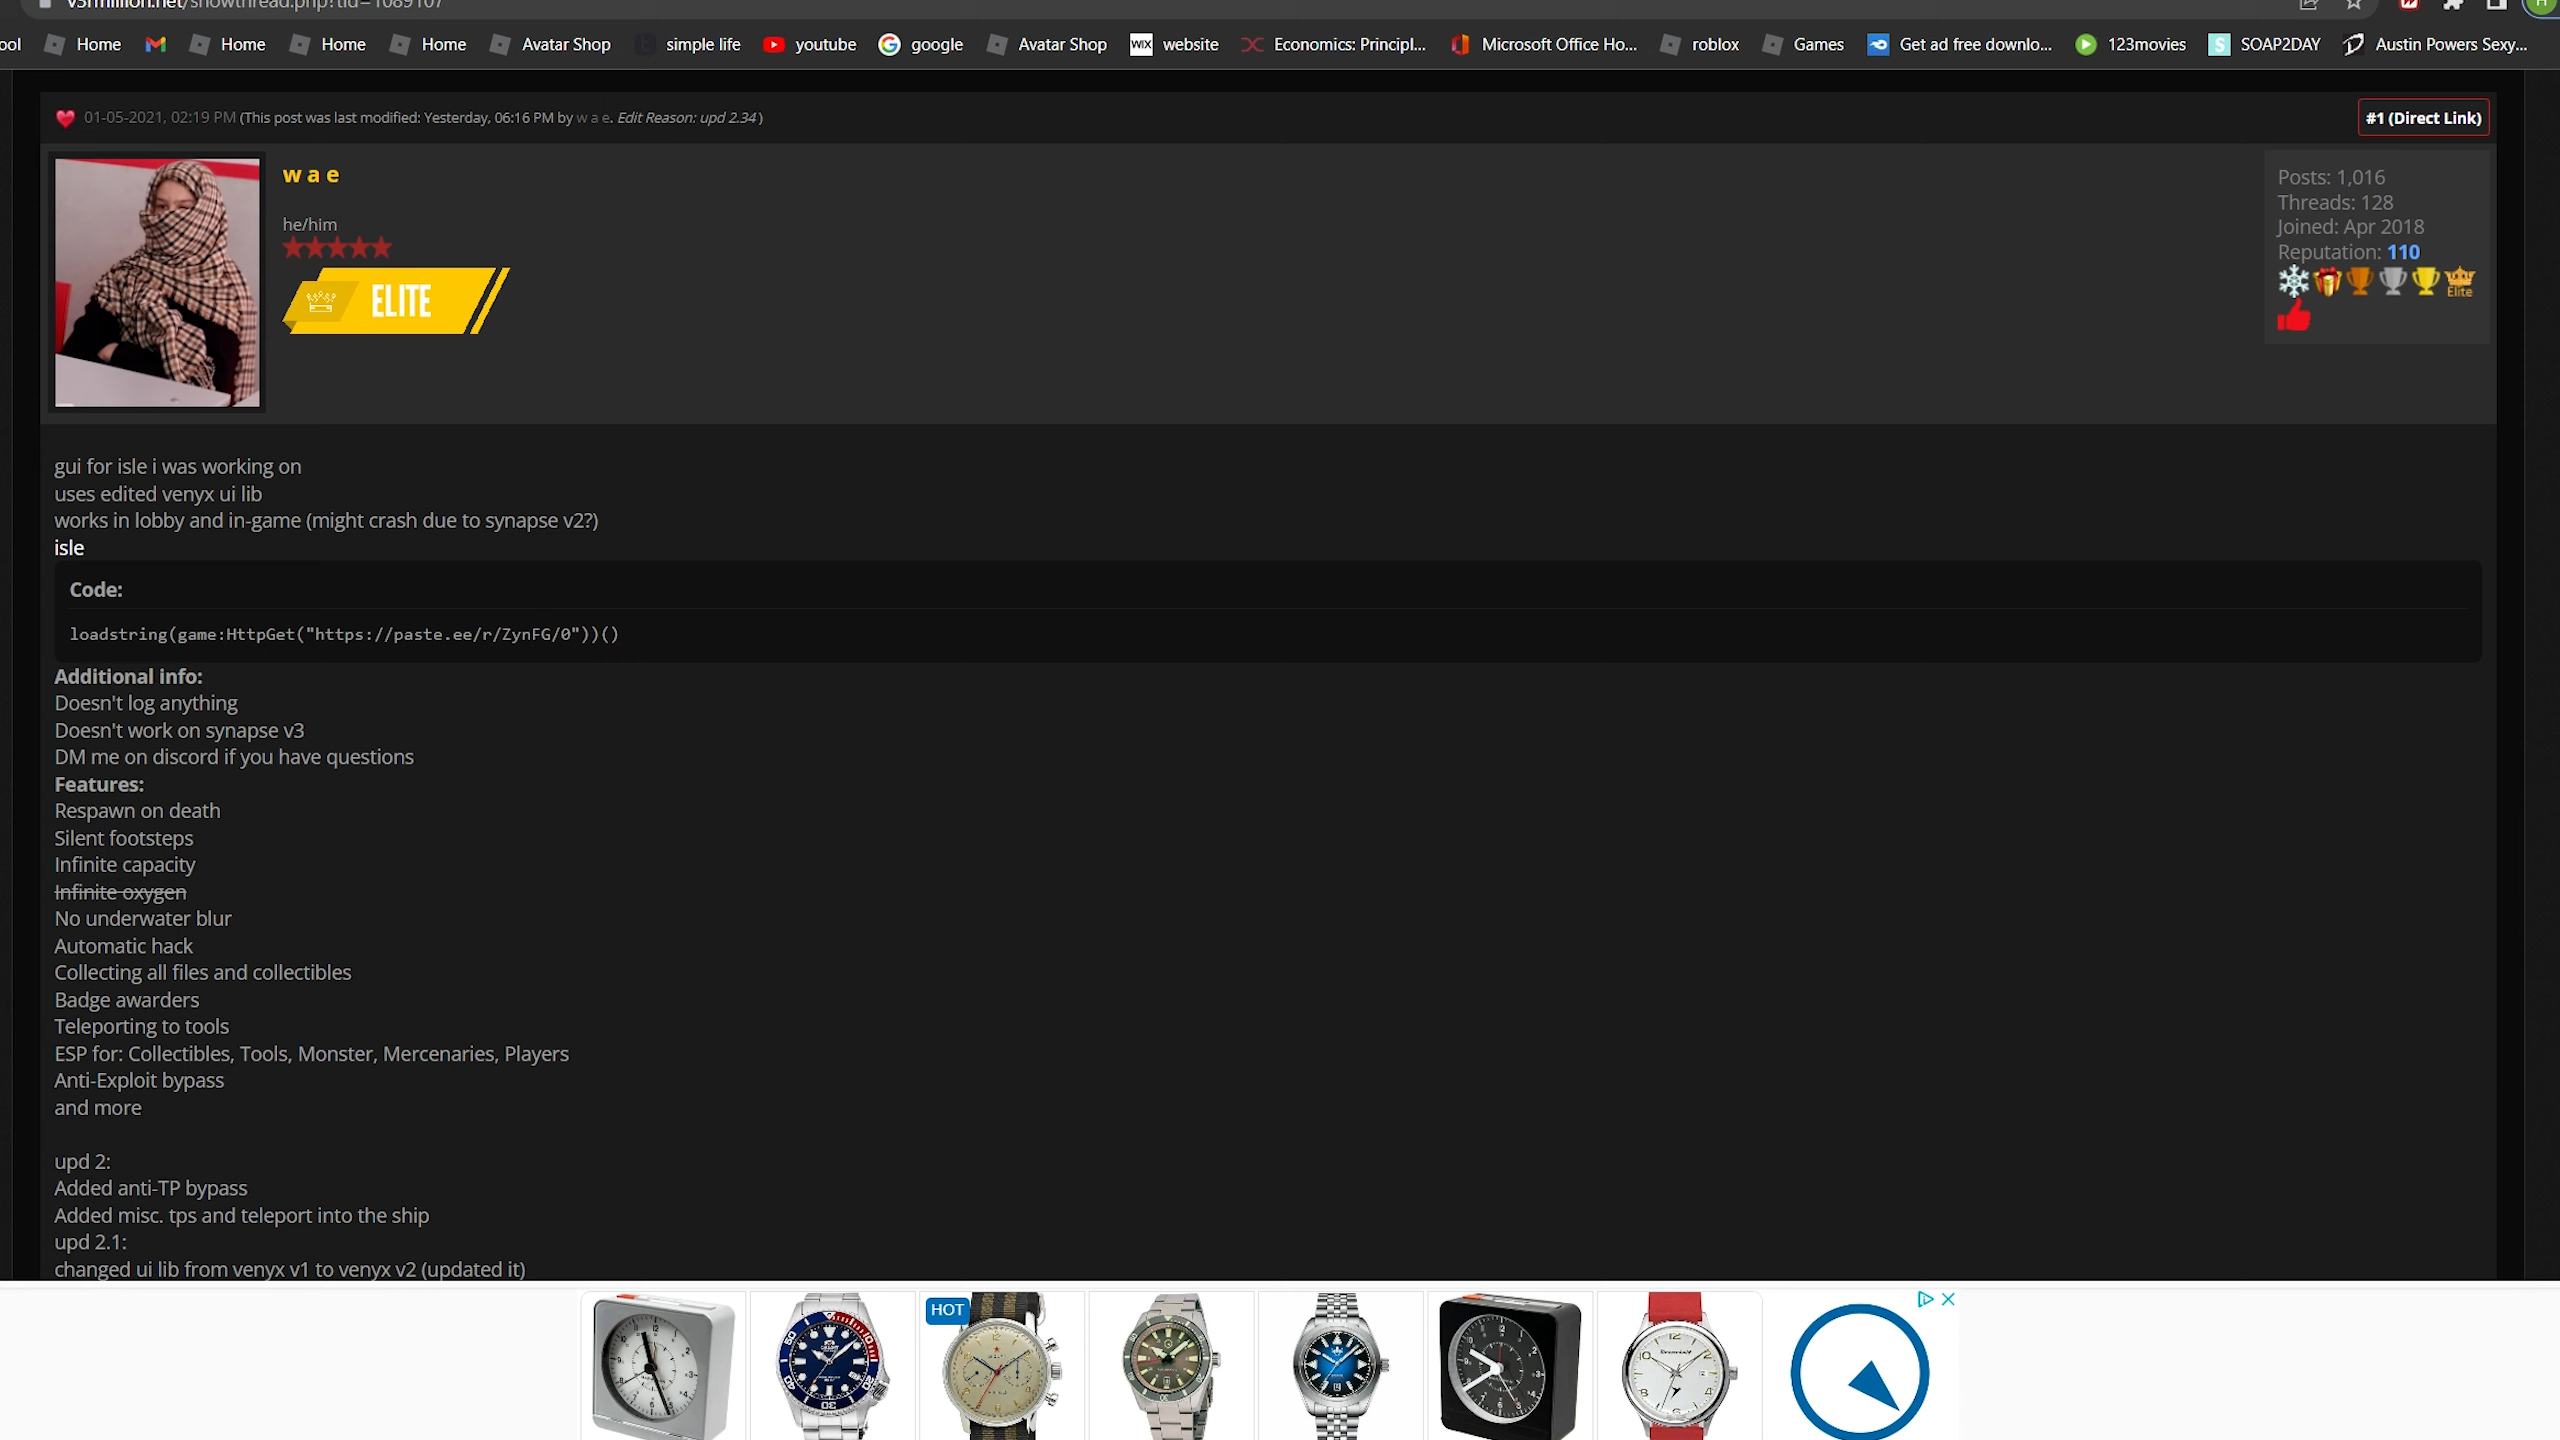 v3rmillion.net/showthread.php?tid=1089107
ool Home Home Home Home Avatar Shop simple life youtube google Avatar Shop WiX website Economics: Principl... Microsoft Office Ho... roblox Games Get ad free downlo... 123movies S SOAP2DAY Austin Powers Sexy...
01-05-2021, 02:19 PM (This post was last modified: Yesterday, 06:16 PM by w a e. Edit Reason: upd 2.34)
#1 (Direct Link)
w a e
he/him
ELITE
Posts: 1,016
Threads: 128
Joined: Apr 2018
Reputation: 110
Elite
gui for isle i was working on
uses edited venyx ui lib
works in lobby and in-game (might crash due to synapse v2?)
isle
Code:
loadstring(game:HttpGet("https://paste.ee/r/ZynFG/0"))()
Additional info:
Doesn't log anything
Doesn't work on synapse v3
DM me on discord if you have questions
Features:
Respawn on death
Silent footsteps
Infinite capacity
Infinite oxygen
No underwater blur
Automatic hack
Collecting all files and collectibles
Badge awarders
Teleporting to tools
ESP for: Collectibles, Tools, Monster, Mercenaries, Players
Anti-Exploit bypass
and more
upd 2:
Added anti-TP bypass
Added misc. tps and teleport into the ship
upd 2.1:
changed ui lib from venyx v1 to venyx v2 (updated it)
HOT